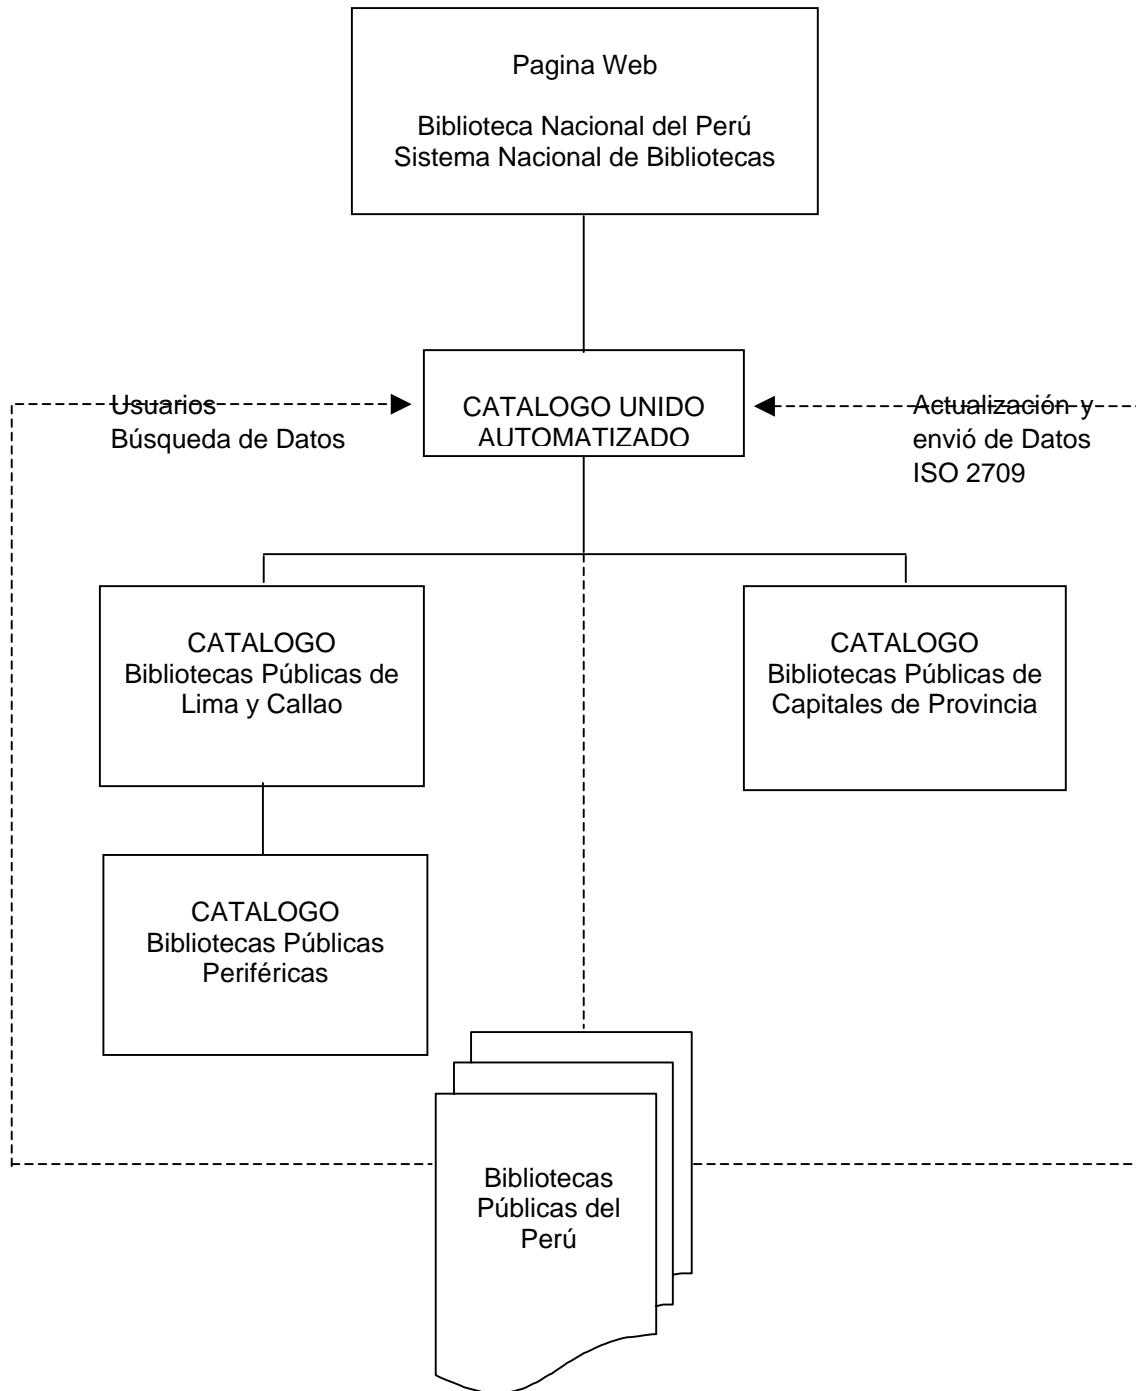 Pagina Web
Biblioteca Nacional del Perú
Sistema Nacional de Bibliotecas
Usuarios
Búsqueda de Datos
CATALOGO UNIDO
AUTOMATIZADO
Actualización y
envió de Datos
ISO 2709
CATALOGO
Bibliotecas Públicas de
Lima y Callao
CATALOGO
Bibliotecas Públicas de
Capitales de Provincia
CATALOGO
Bibliotecas Públicas
Periféricas
Bibliotecas
Públicas del
Perú